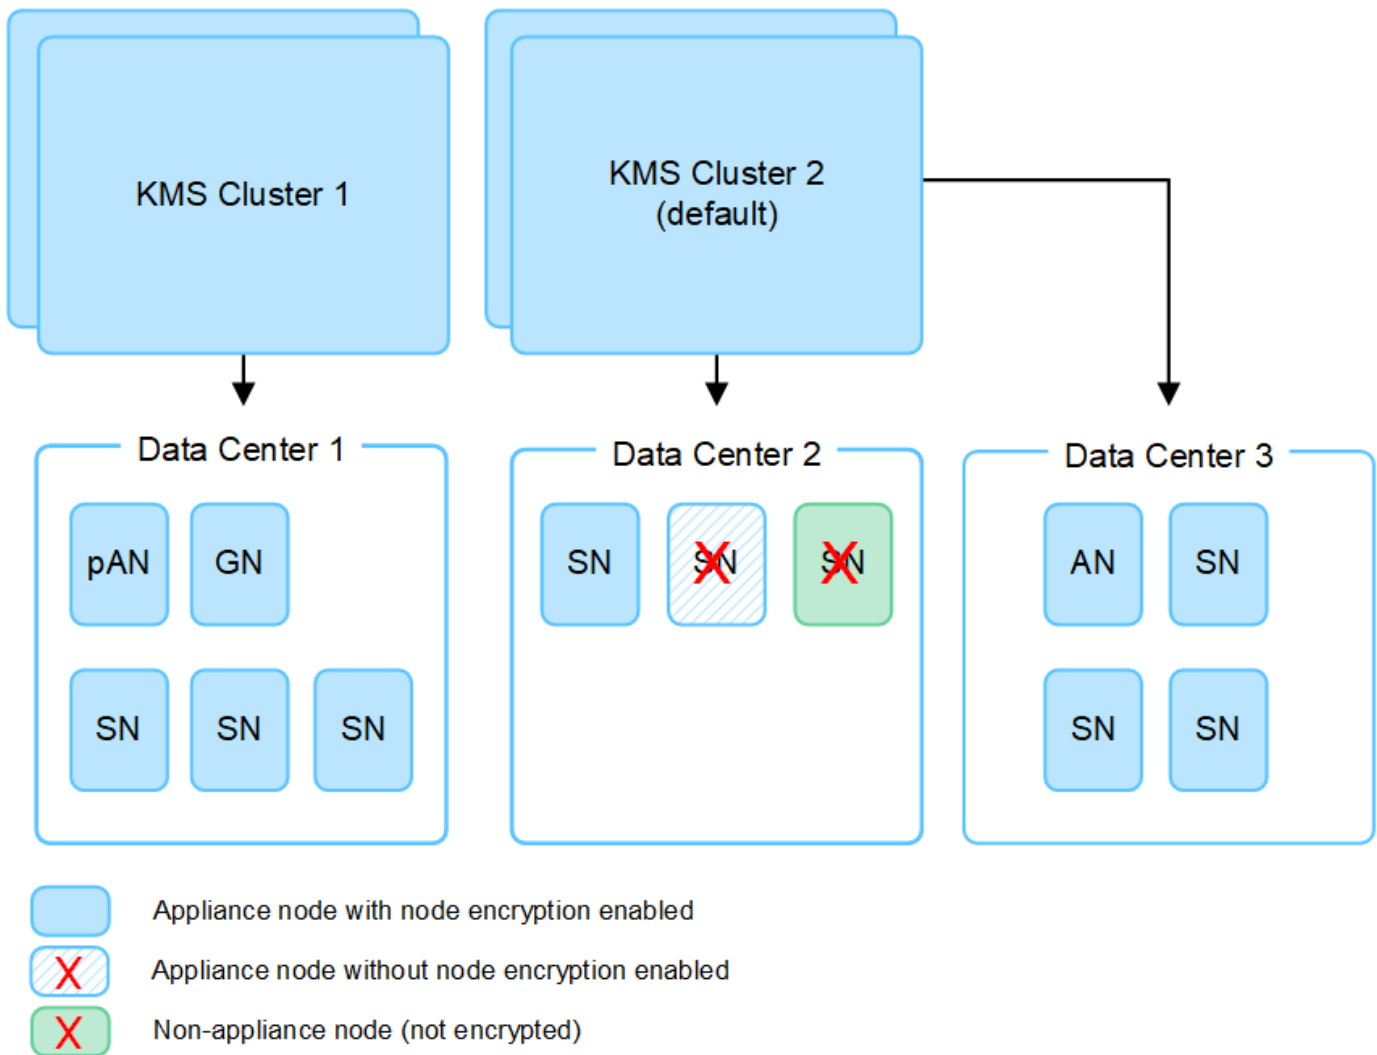 KMS Cluster 1
KMS Cluster 2
(default)
Data Center 1
Data Center 2
Data Center 3
pAN
GN
SN
SN
SN
SN
SN
SN
AN
SN
SN
SN
Appliance node with node encryption enabled
X
Appliance node without node encryption enabled
X
Non-appliance node (not encrypted)